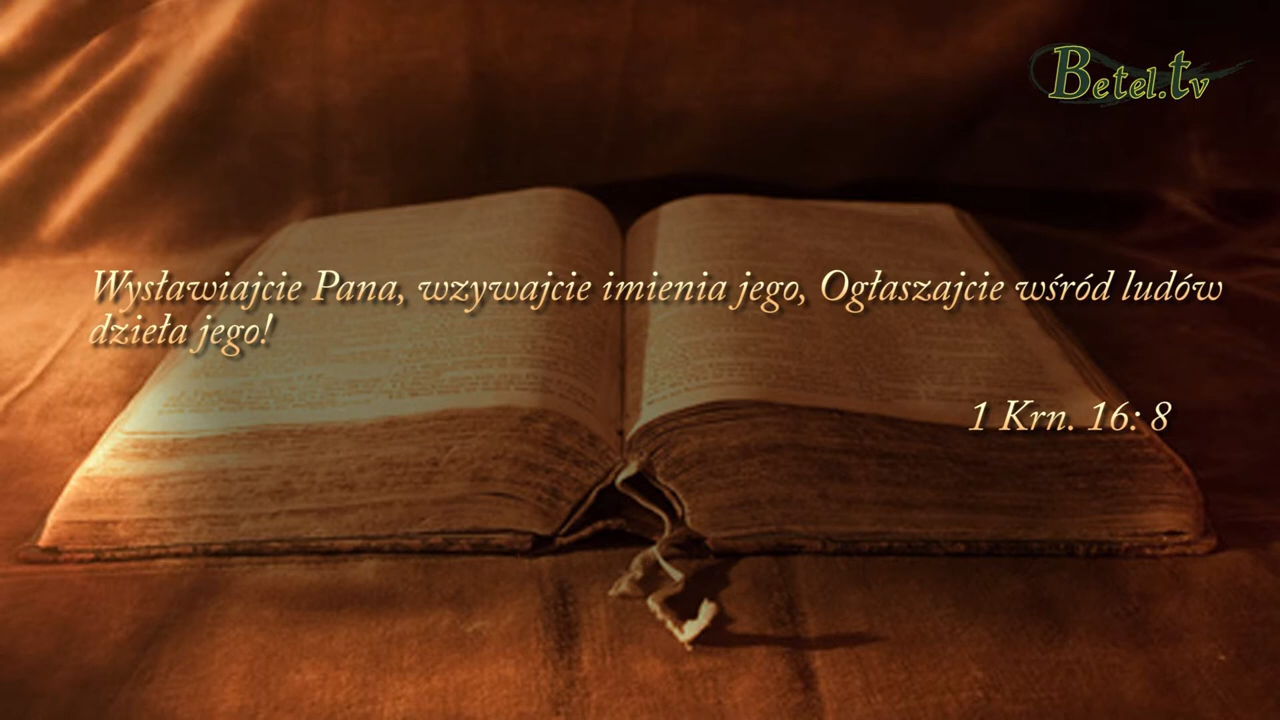 Betel.tv
Wysławiajcie Pana, wzywajcie imienia jego, Ogłaszajcie wśród ludów
dzieła jego!
1 Krn. 16: 8